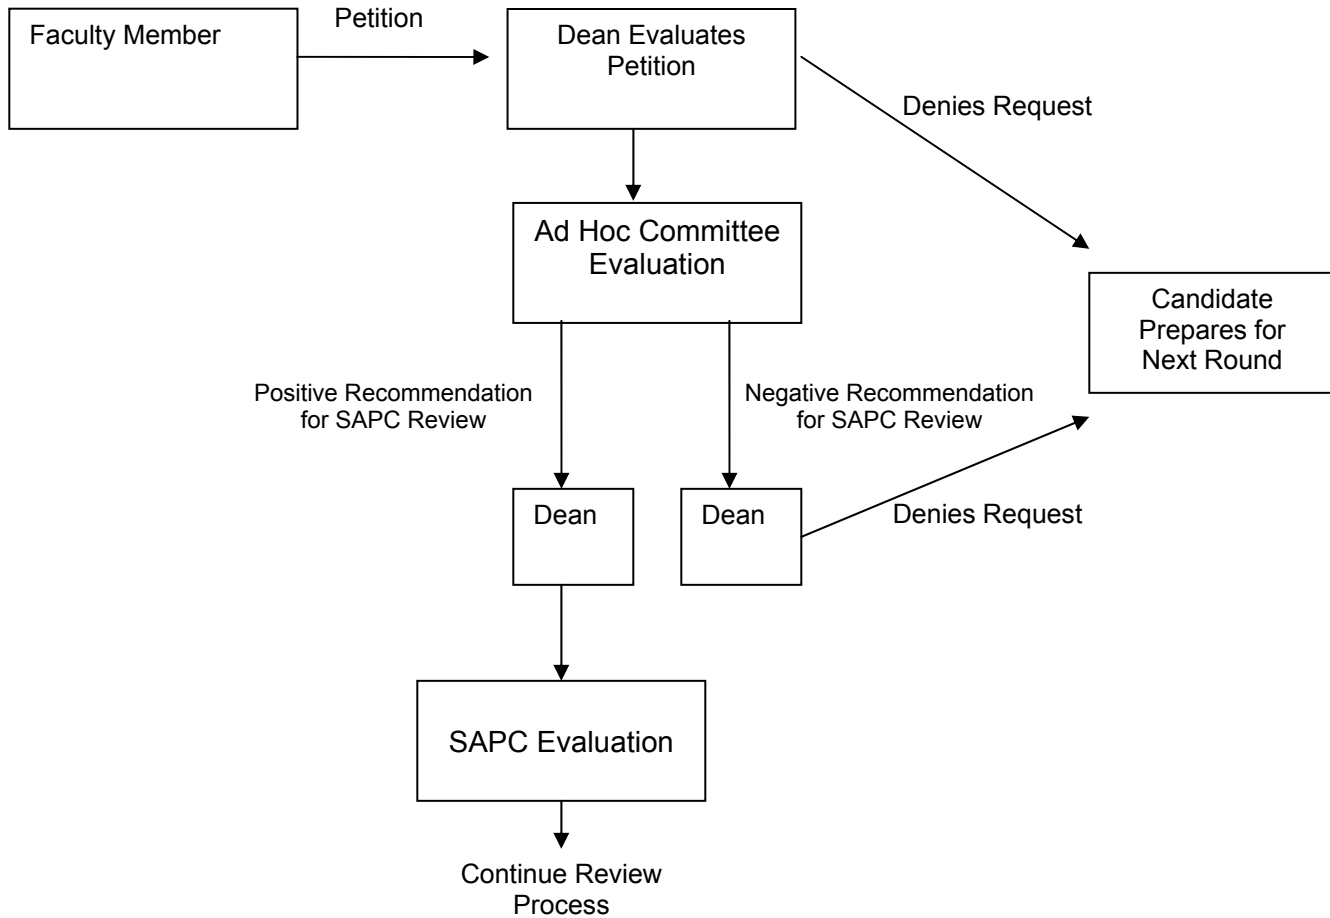 Petition
Faculty Member
Dean Evaluates
Petition
Denies Request
Ad Hoc Committee
Evaluation
Candidate
Prepares for
Next Round
Positive Recommendation
for SAPC Review
Negative Recommendation
for SAPC Review
Dean
Dean
Denies Request
SAPC Evaluation
Continue Review
Process